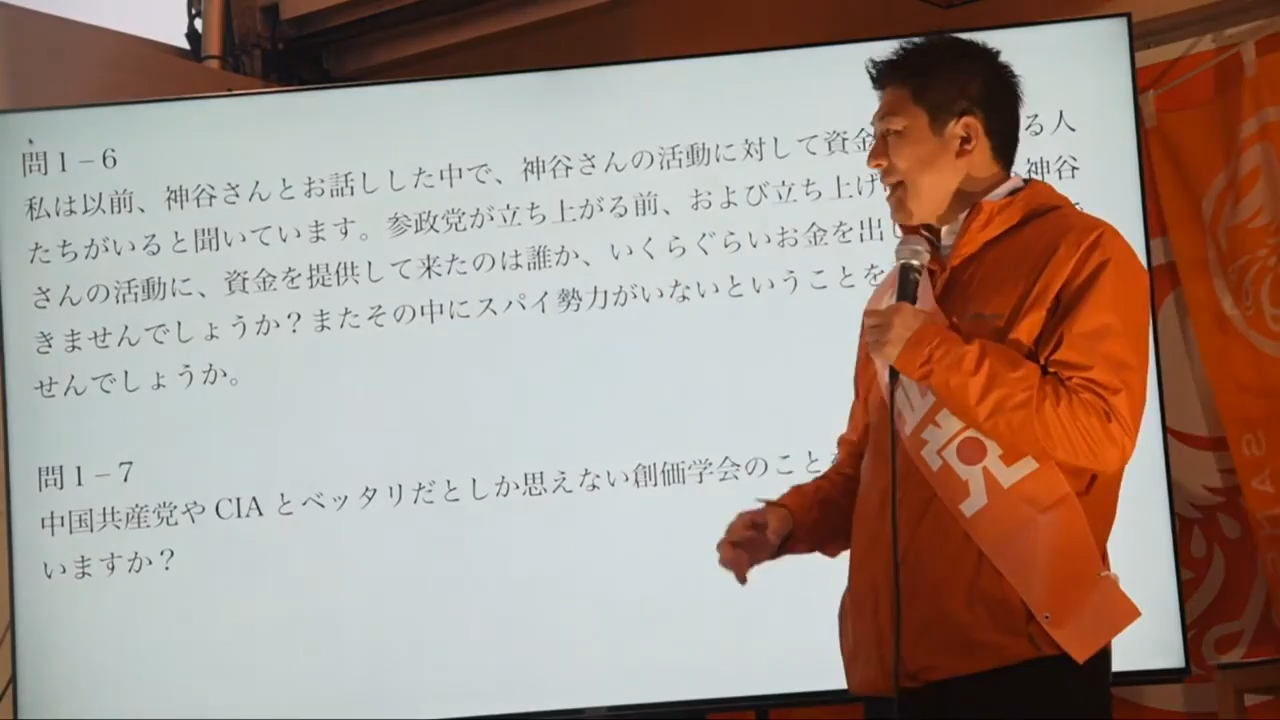 問1－6
私は以前、神谷さんとお話しした中で、神谷さんの活動に対して資金 る人
たちがいると聞いています。参政党が立ち上がる前、および立ち上げ 神谷
さんの活動に、資金を提供して来たのは誰か、いくらぐらいお金を出し
きませんでしょうか？またその中にスパイ勢力がいないということを
せんでしょうか。
問1－7
中国共産党や CIA とベッタリだとしか思えない創価学会のこと
いますか？
党